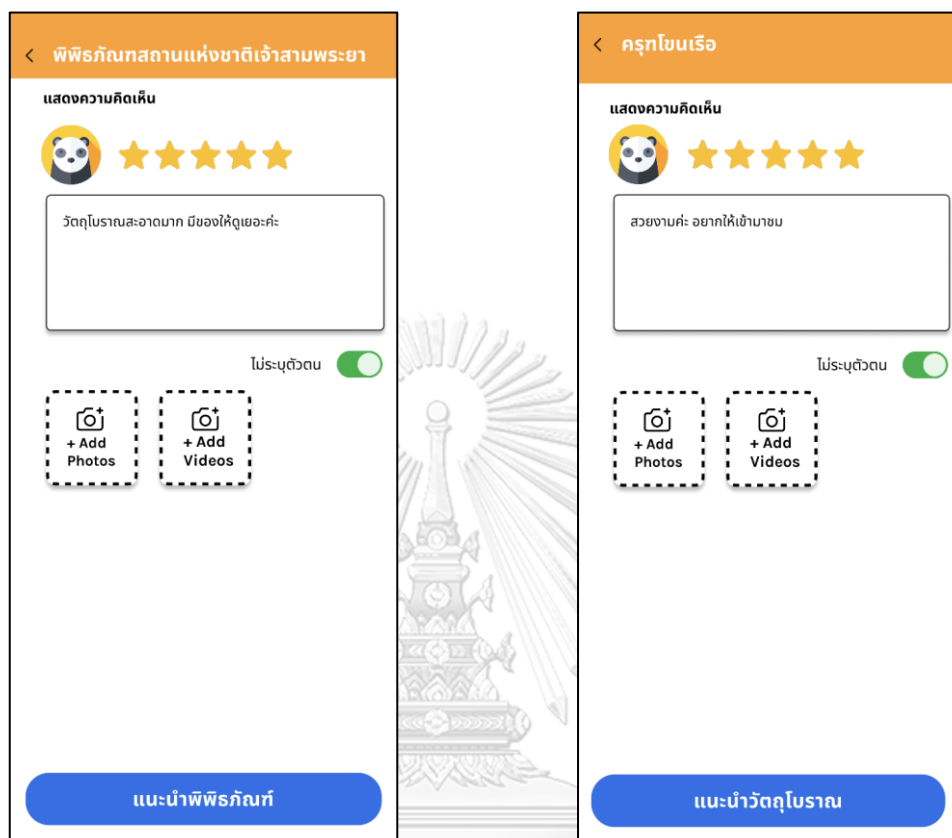 พิพิธภัณฑสถานแห่งชาติเจ้าสามพระยา
แสดงความคิดเห็น
วัตถุโบราณสะอาดมาก มีของให้ดูเยอะค่ะ
ไม่ระบุตัวตน
+ Add
Photos
+ Add
Videos
แนะนำพิพิธภัณฑ์
ครุฑโขนเรือ
แสดงความคิดเห็น
สวยงามค่ะ อยากให้เข้ามาชม
ไม่ระบุตัวตน
+ Add
Photos
+ Add
Videos
แนะนำวัตถุโบราณ